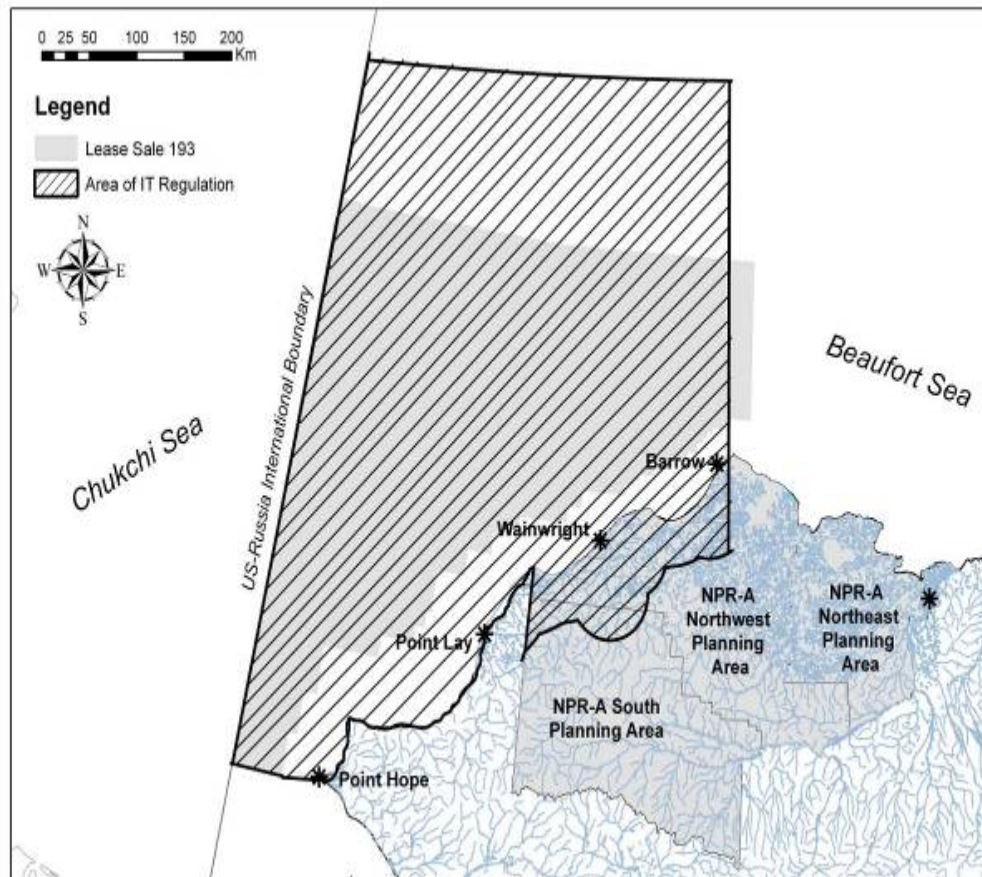 0 25 50 100 150 200
Km
Legend
Lease Sale 193
Area of IT Regulation
N
W E
S
US-Russia International Boundary
Chukchi Sea
Beaufort Sea
Barrow
Wainwright
Point Lay
Point Hope
NPR-A
Northwest
Planning
Area
NPR-A
Northeast
Planning
Area
NPR-A South
Planning Area